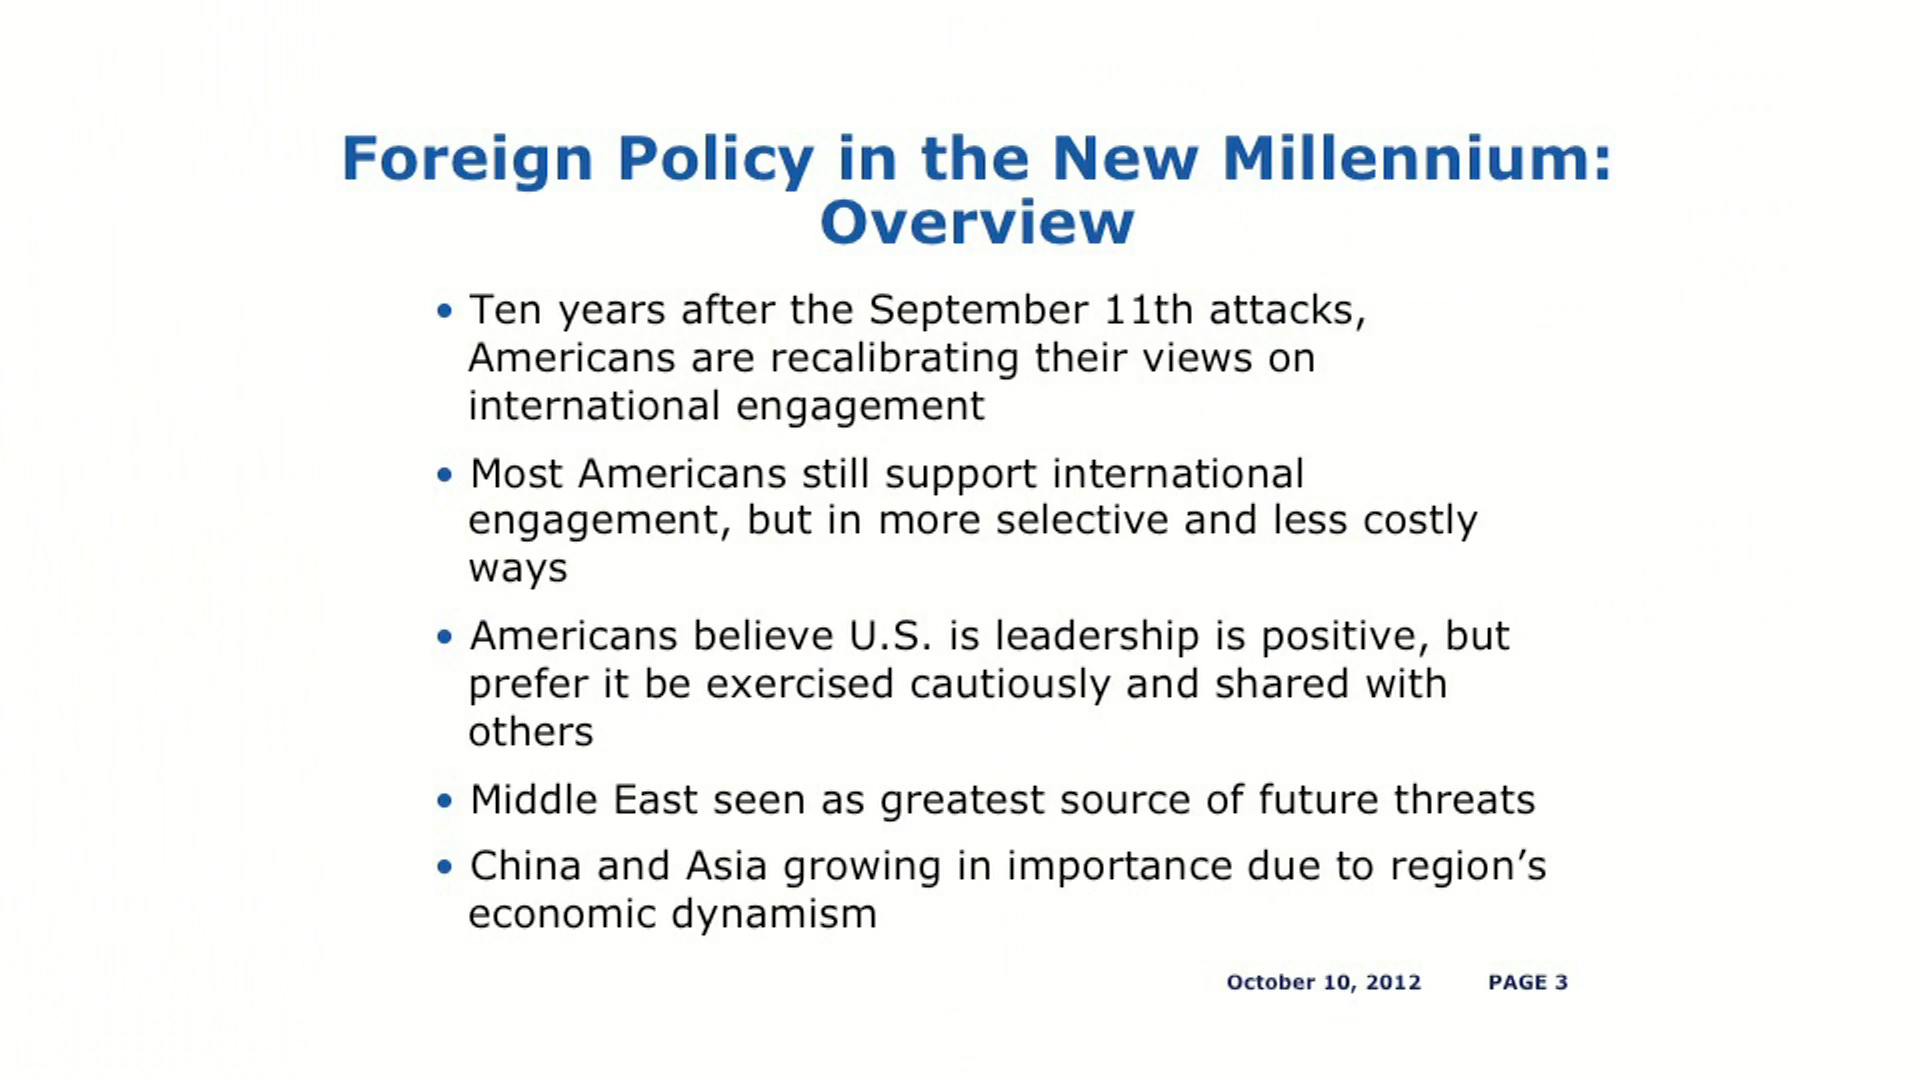 Foreign Policy in the New Millennium:
Overview
• Ten years after the September 11th attacks,
Americans are recalibrating their views on
international engagement
• Most Americans still support international
engagement, but in more selective and less costly
ways
• Americans believe U.S. is leadership is positive, but
prefer it be exercised cautiously and shared with
others
• Middle East seen as greatest source of future threats
• China and Asia growing in importance due to region’s
economic dynamism
October 10, 2012 PAGE 3